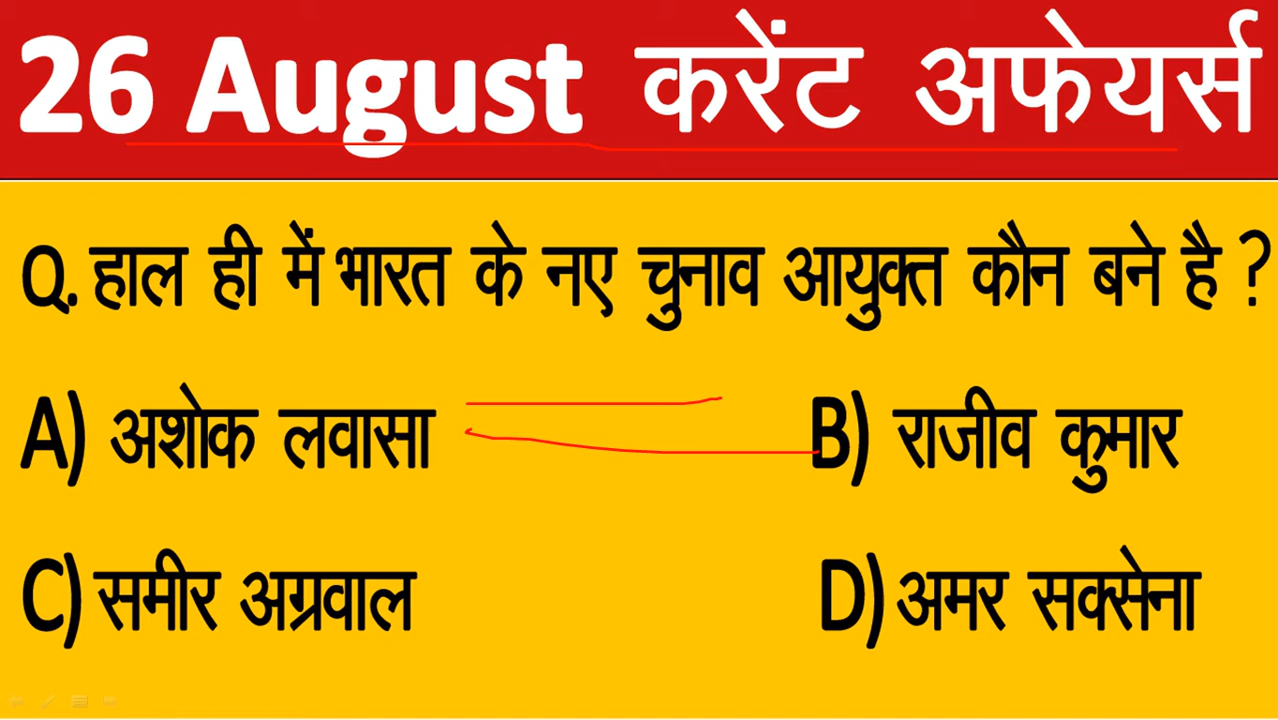 26 August करेंट अफेयर्स
Q. हाल ही में भारत के नए चुनाव आयुक्त कौन बने है ?
A) अशोक लवासा B) राजीव कुमार
C) समीर अग्रवाल D) अमर सक्सेना